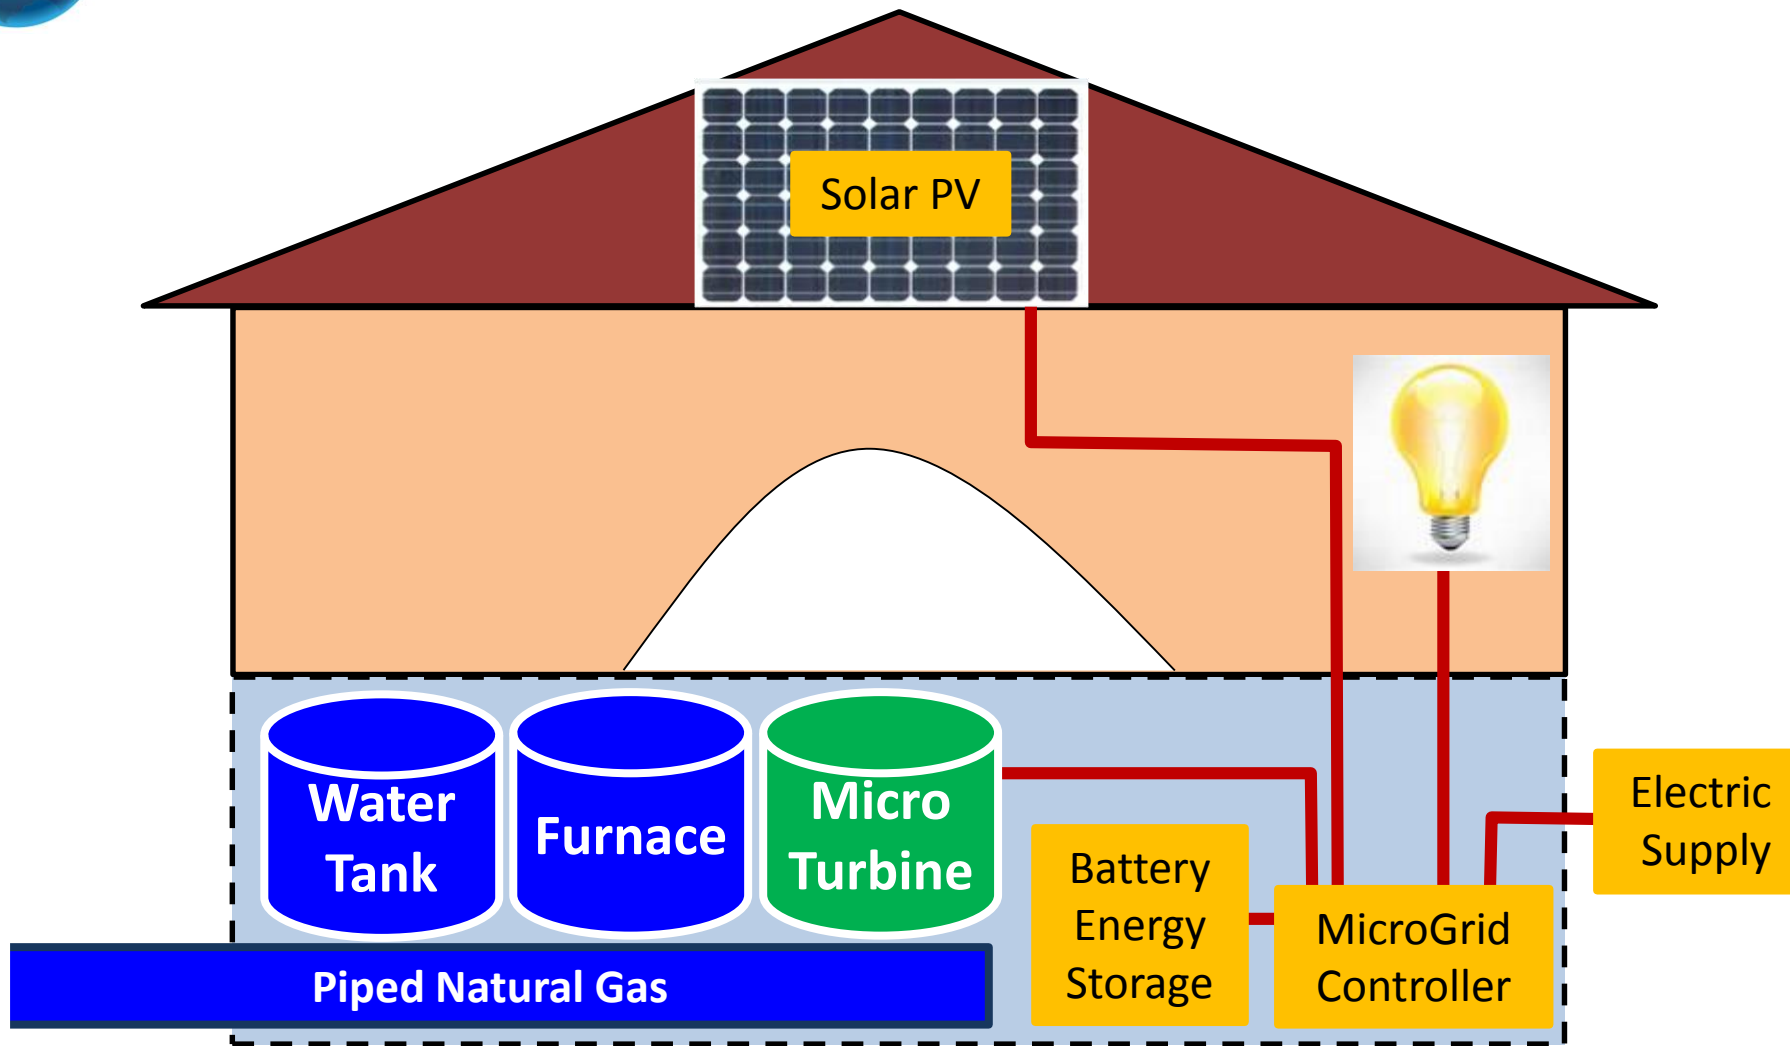 Solar PV
Water
Tank
Furnace
Micro
Turbine
Battery
Energy
Storage
MicroGrid
Controller
Electric
Supply
Piped Natural Gas